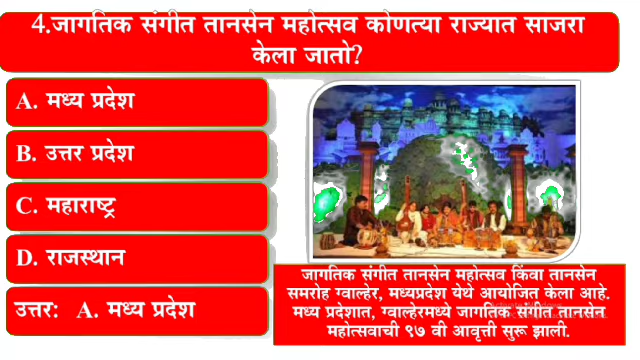 4.जागतिक संगीत तानसेन महोत्सव कोणत्या राज्यात साजरा
केला जातो?
A. मध्य प्रदेश
B. उत्तर प्रदेश
C. महाराष्ट्र
D. राजस्थान
उत्तर: A. मध्य प्रदेश
जागतिक संगीत तानसेन महोत्सव किंवा तानसेन
समरोह ग्वाल्हेर, मध्यप्रदेश येथे आयोजित केला आहे.
मध्य प्रदेशात, ग्वाल्हेरमध्ये जागतिक संगीत तानसेन
महोत्सवाची ९७ वी आवृत्ती सुरू झाली.